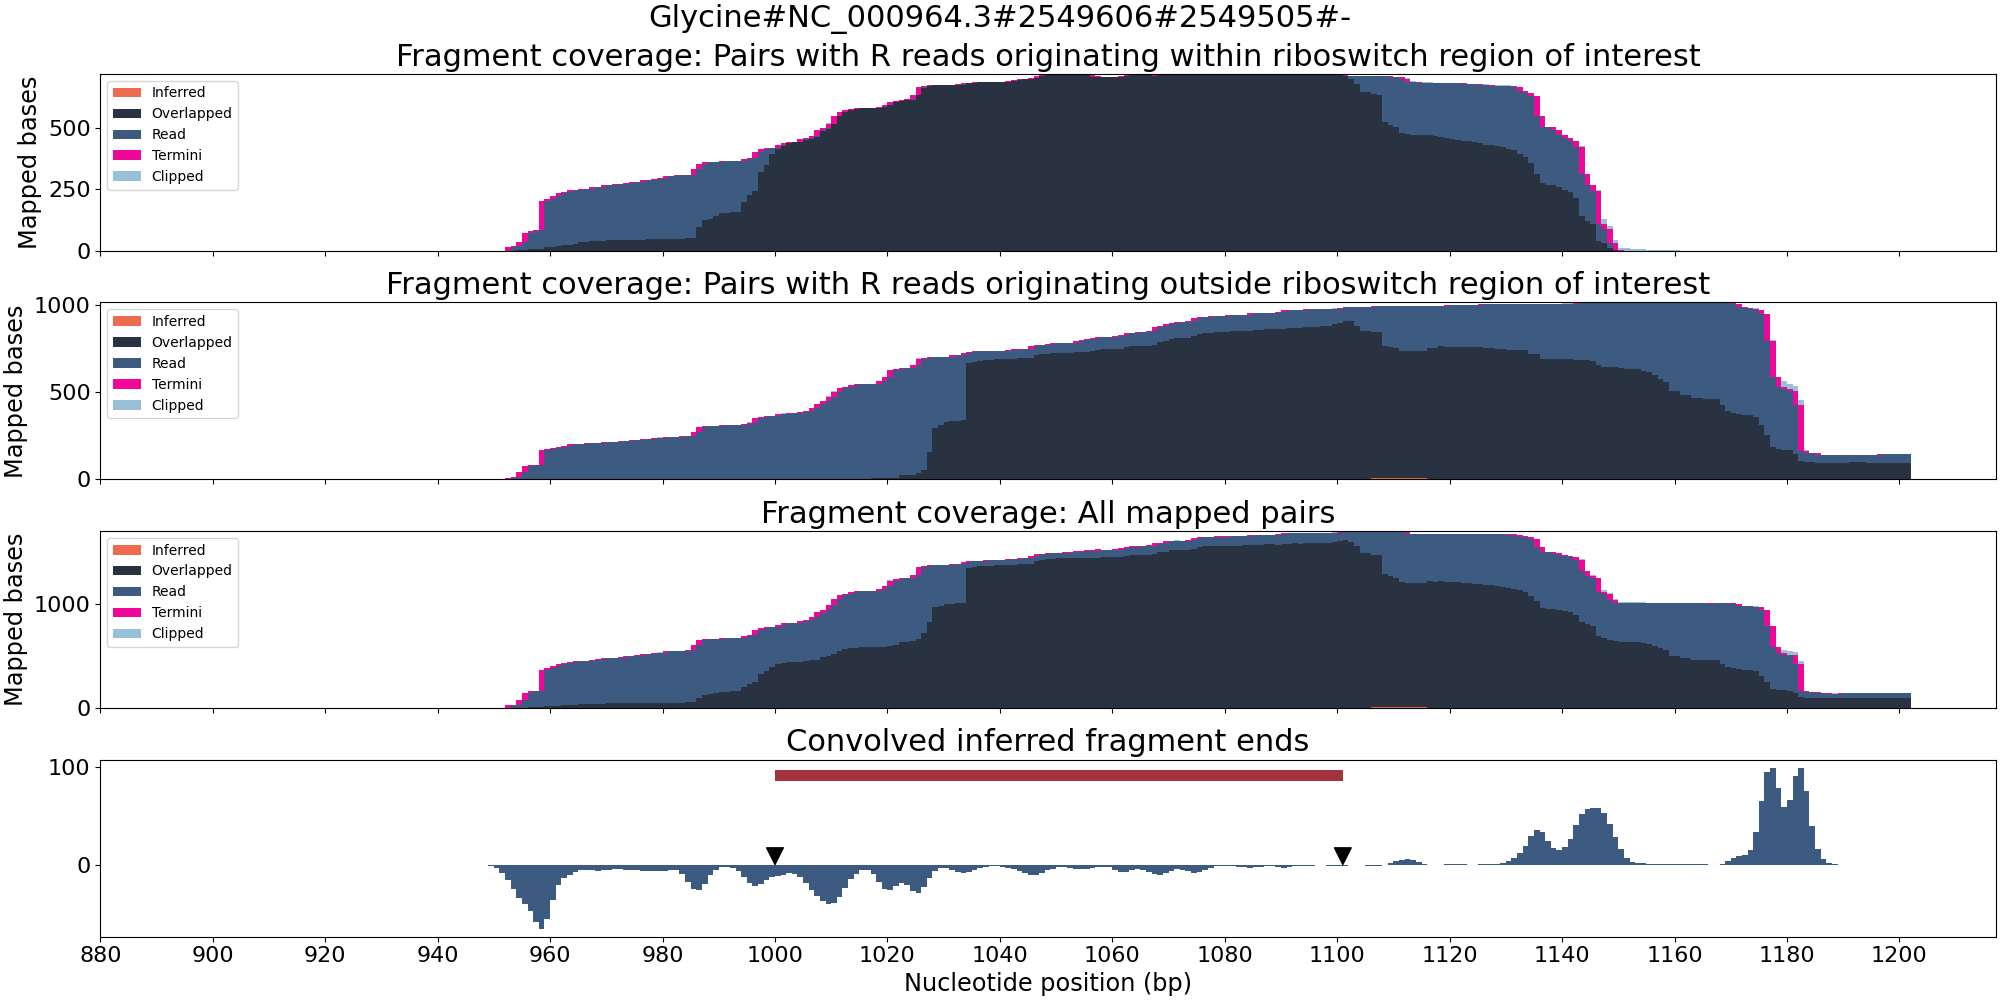 Glycine#NC_000964.3#2549606#2549505#-
Fragment coverage: Pairs with R reads originating within riboswitch region of interest
Mapped bases
500
250
0
Inferred
Overlapped
Read
Termini
Clipped
Fragment coverage: Pairs with R reads originating outside riboswitch region of interest
Mapped bases
1000
500
0
Inferred
Overlapped
Read
Termini
Clipped
Fragment coverage: All mapped pairs
Mapped bases
1000
0
Inferred
Overlapped
Read
Termini
Clipped
Convolved inferred fragment ends
100
0
880 900 920 940 960 980 1000 1020 1040 1060 1080 1100 1120 1140 1160 1180 1200
Nucleotide position (bp)